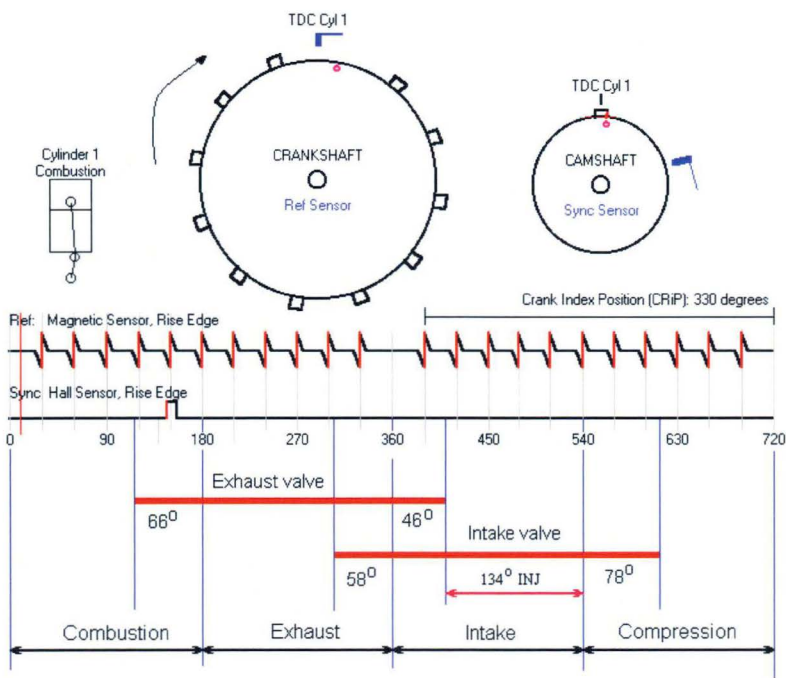 TDC Cyl 1
TDC Cyl 1
Cylinder 1
Combustion
CRANKSHAFT
Ref Sensor
CAMSHAFT
Sync Sensor
Crank Index Position (CRiP): 330 degrees
Ref: Magnetic Sensor, Rise Edge
Sync Hall Sensor, Rise Edge
0 90 180 270 360 450 540 630 720
Exhaust valve
66⁰ 46⁰
Intake valve
58⁰ 134⁰ INJ 78⁰
Combustion Exhaust Intake Compression